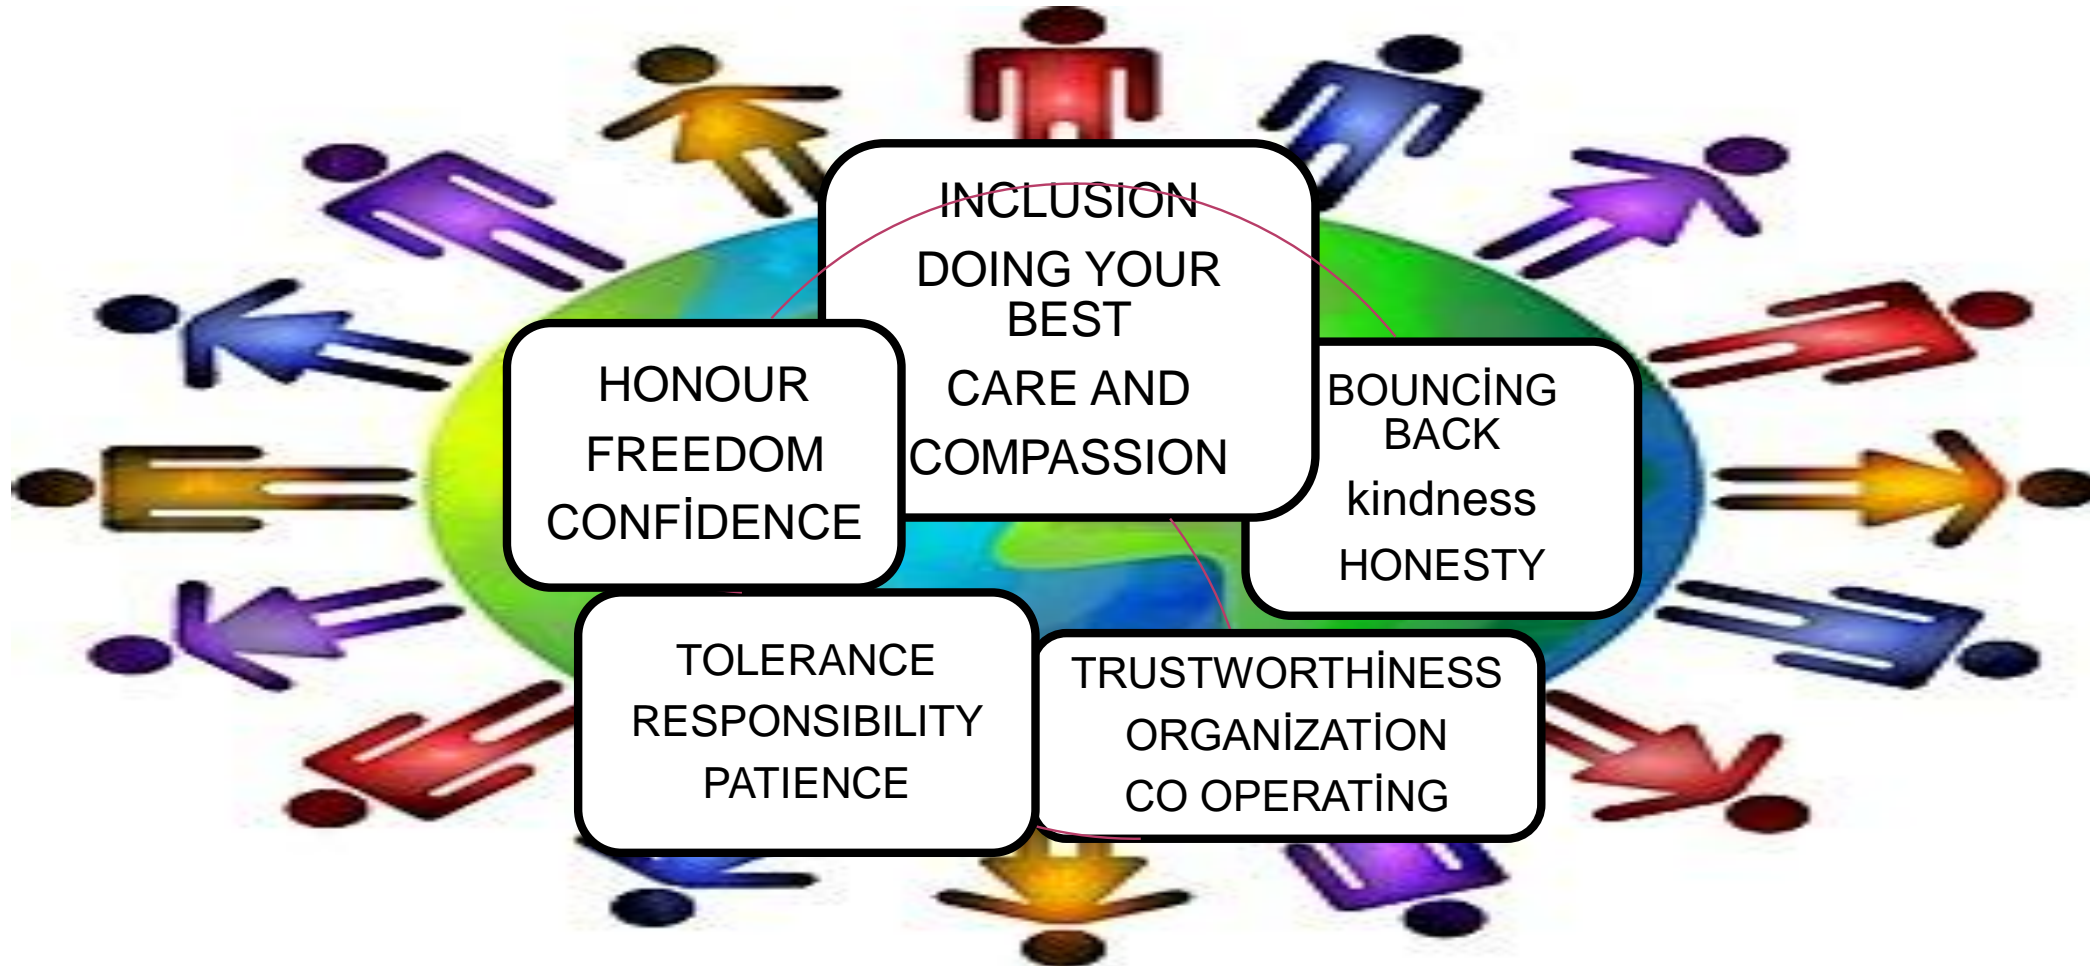 INCLUSION
DOING YOUR
BEST
CARE AND
COMPASSION
HONOUR
FREEDOM
CONFİDENCE
BOUNCİNG
BACK
kindness
HONESTY
TOLERANCE
RESPONSIBILITY
PATIENCE
TRUSTWORTHİNESS
ORGANİZATİON
CO OPERATİNG